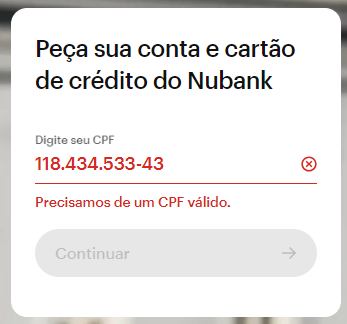 Peça sua conta e cartão
de crédito do Nubank
Digite seu CPF
118.434.533-43
Precisamos de um CPF válido.
Continuar